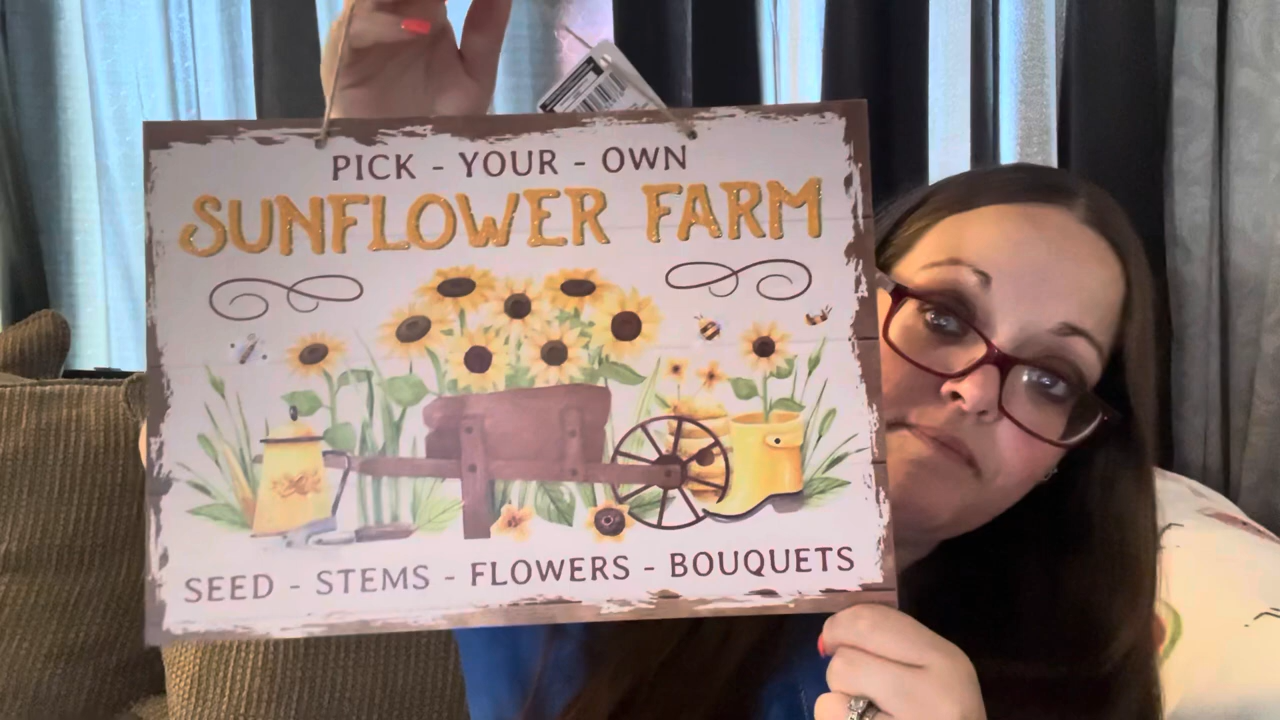 PICK - YOUR - OWN
SUNFLOWER FARM
SEED - STEMS - FLOWERS - BOUQUETS